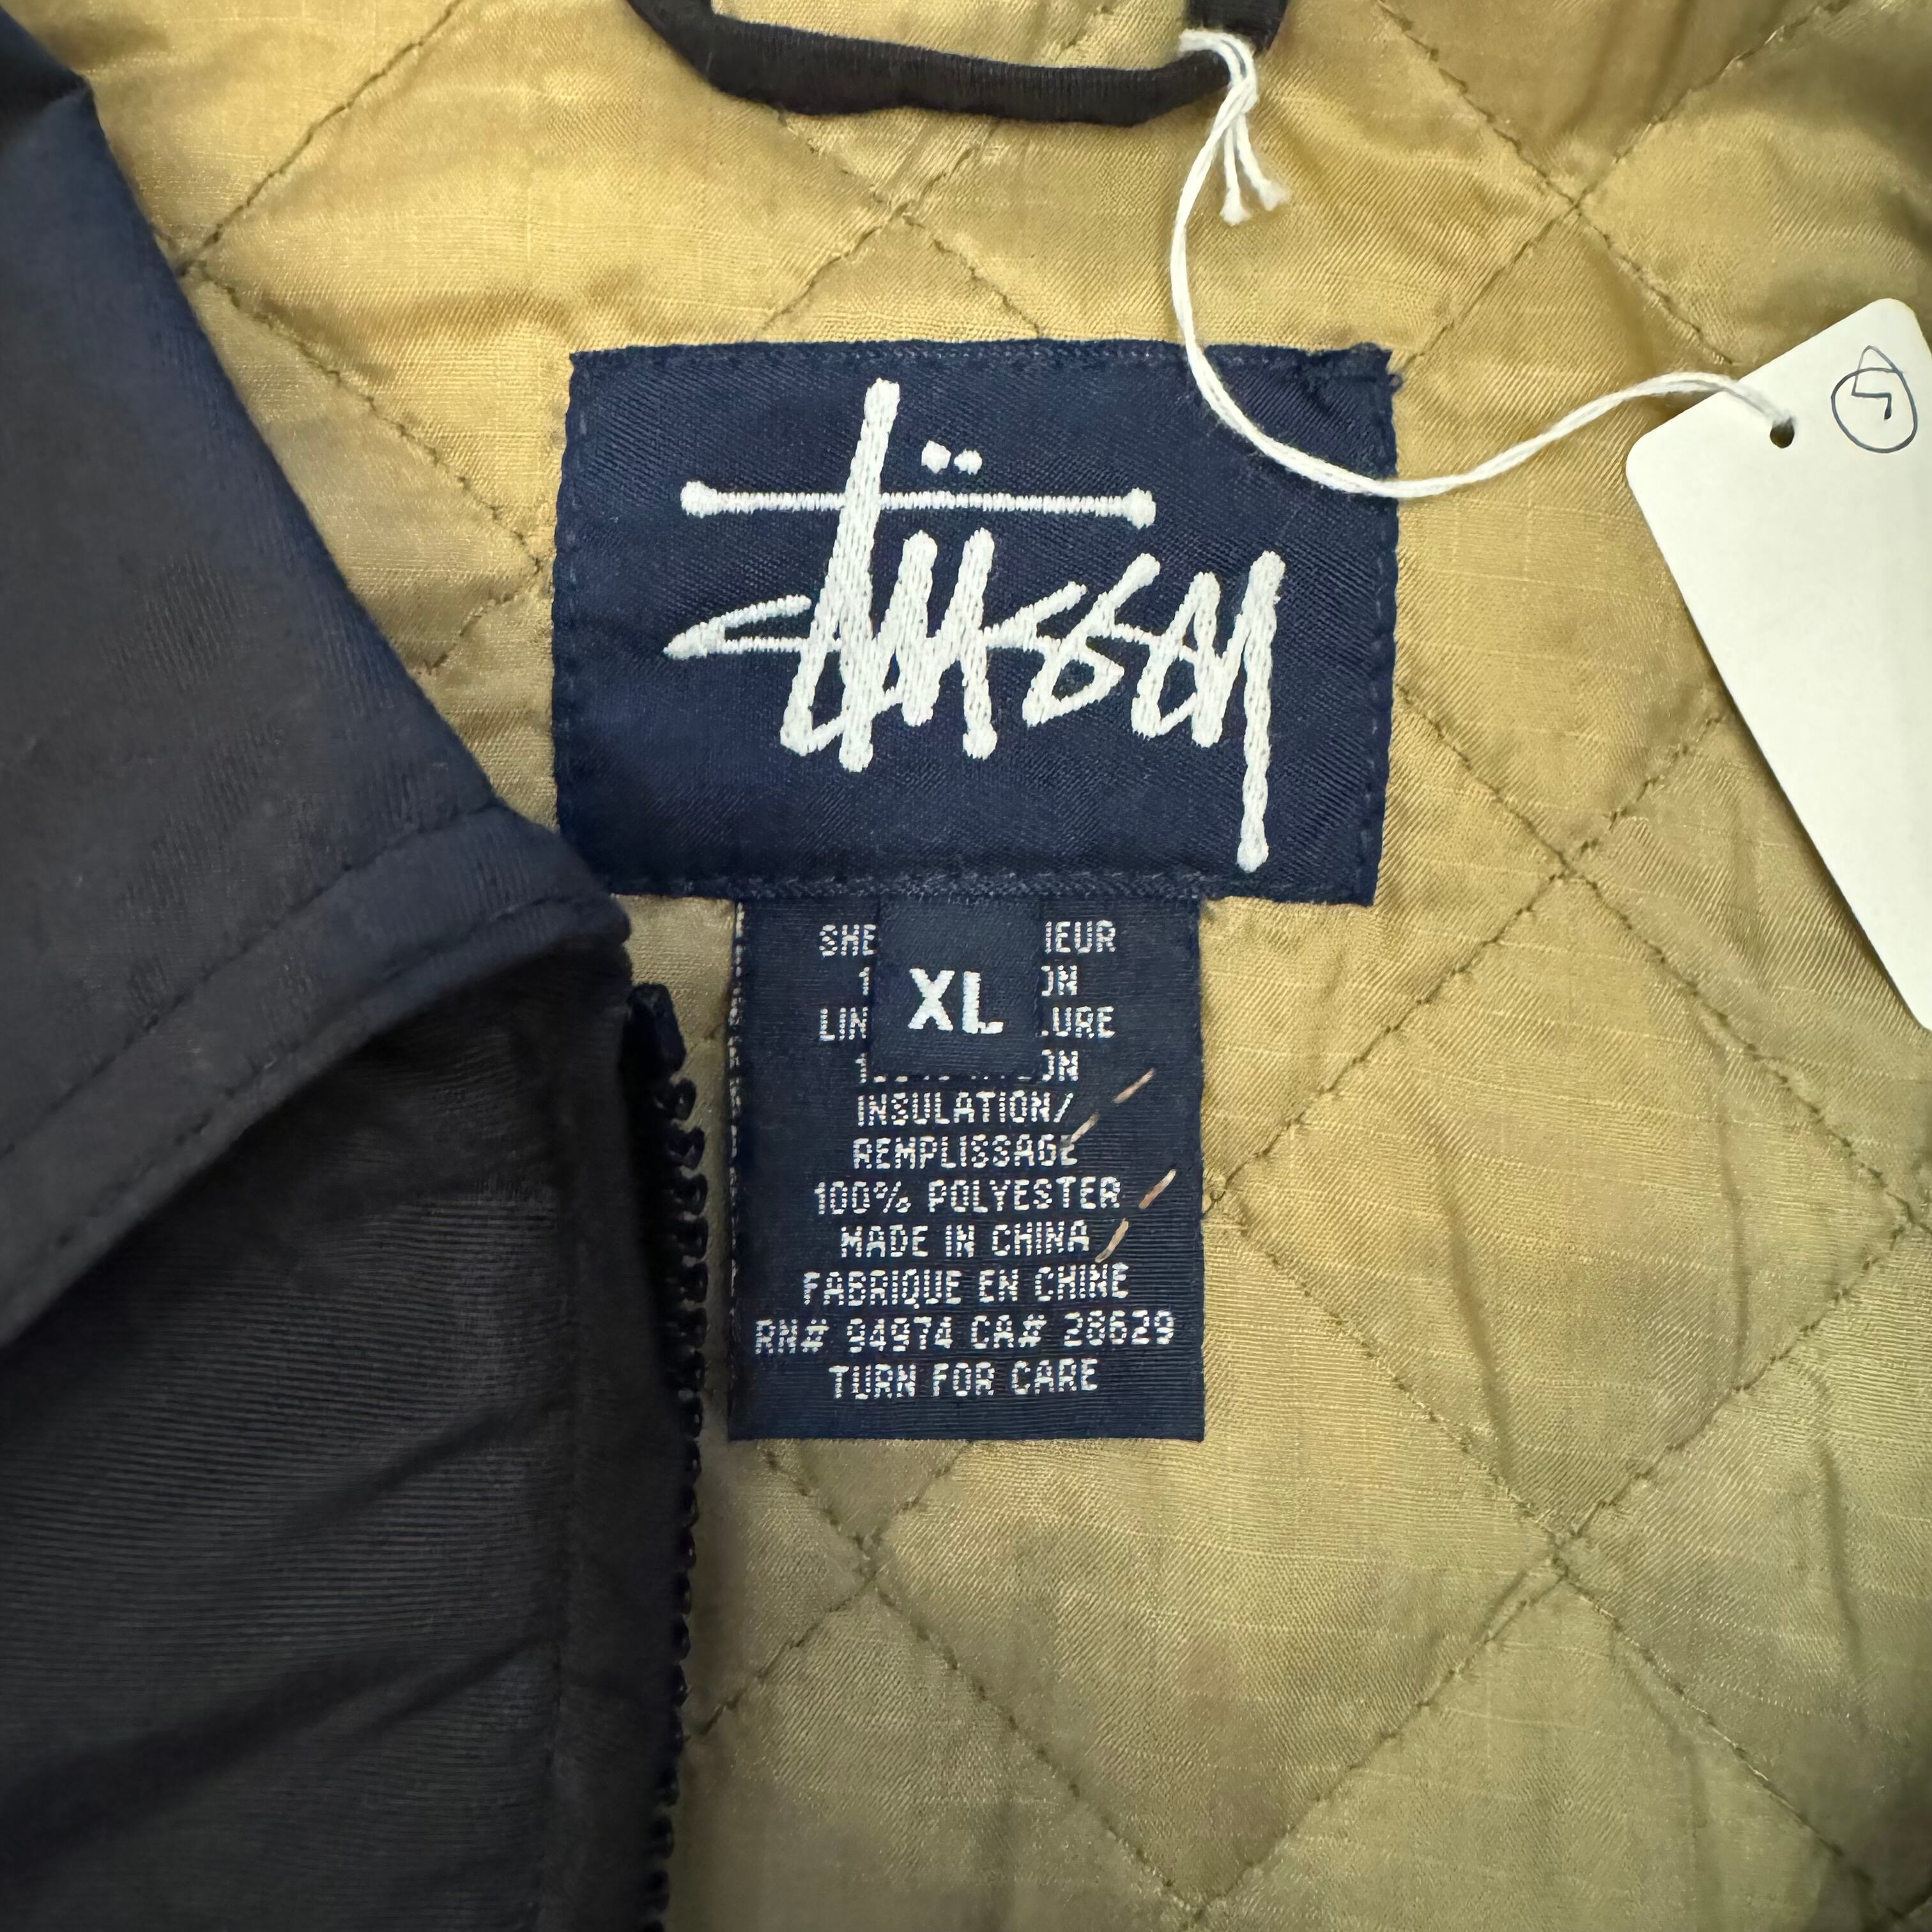 Stüssy
XL
INSULATION/
REMPLISSAGE
100% POLYESTER
MADE IN CHINA
FABRIQUE EN CHINE
RN# 94974 CA# 28629
TURN FOR CARE